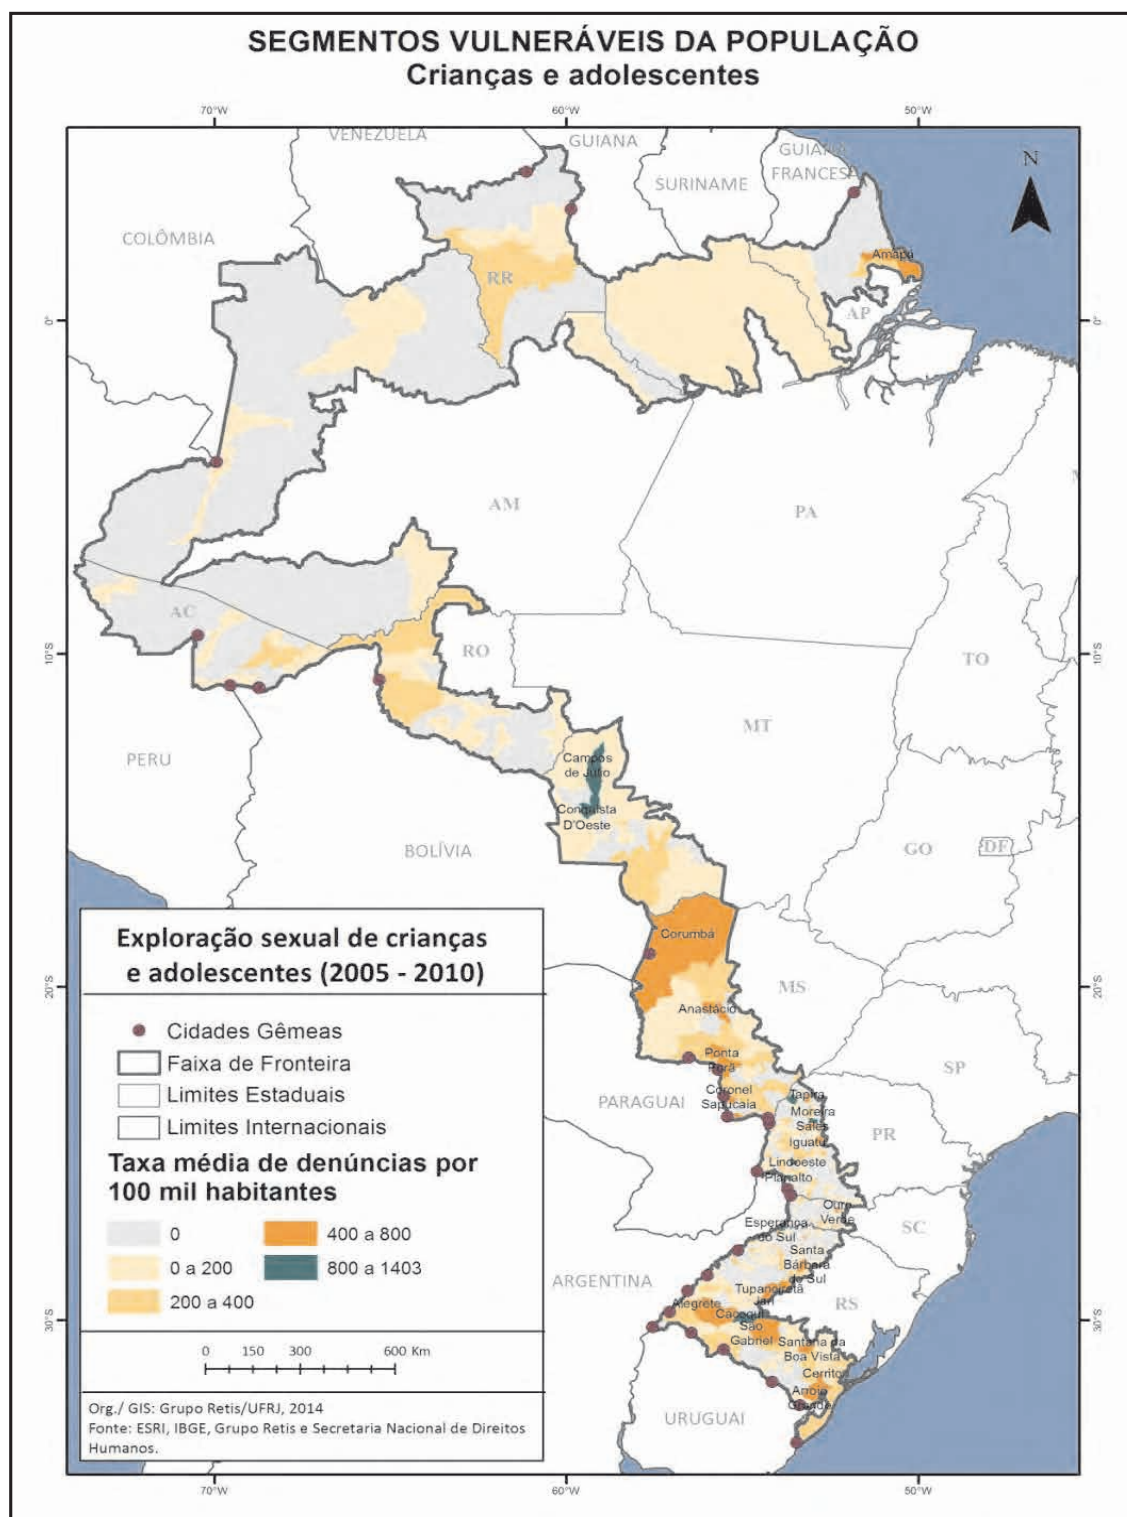 SEGMENTOS VULNERÁVEIS DA POPULAÇÃO
Crianças e adolescentes
70°W
60°W
50°W
VENEZUELA
GUIANA
GUIANA
FRANCESA
SURINAME
N
COLÔMBIA
RR
Amapá
AP
0°
0°
AM
PA
AC
RO
TO
10°S
10°S
MT
PERU
Campos
de Júlio
Conquista
D'Oeste
BOLÍVIA
GO
DF
Corumbá
MS
20°S
20°S
Anastácio
Ponta
Porã
SP
Coronel
Sapucaia
PARAGUAI
Tapira
Moreira
Sales
Iguatu
PR
Lindoeste
Planalto
Ouro
Verde
SC
Esperança
do Sul
Santa
Bárbara
do Sul
ARGENTINA
Tupanciretã
Jari
Alegrete
Cacequi
RS
30°S
30°S
São
Gabriel
Santana da
Boa Vista
Cerrito
Arroio
Grande
URUGUAI
Exploração sexual de crianças
e adolescentes (2005 - 2010)
Cidades Gêmeas
Faixa de Fronteira
Limites Estaduais
Limites Internacionais
Taxa média de denúncias por
100 mil habitantes
0
400 a 800
0 a 200
800 a 1403
200 a 400
0 150 300 600 Km
Org./ GIS: Grupo Retis/UFRJ, 2014
Fonte: ESRI, IBGE, Grupo Retis e Secretaria Nacional de Direitos
Humanos.
70°W
60°W
50°W